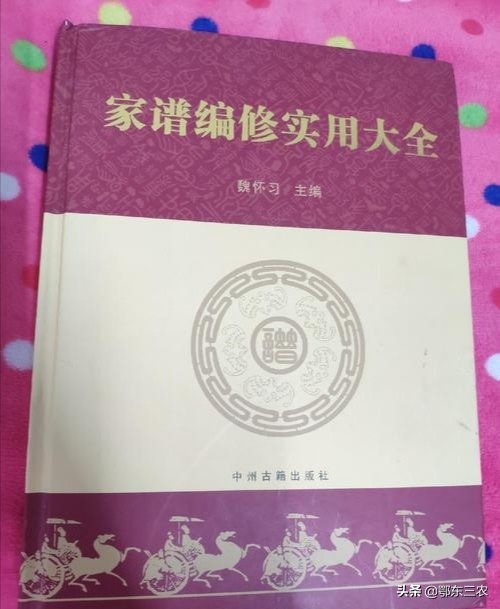 家谱编修实用大全
魏怀习 主编
譜
中州古籍出版社
头条 @鄂东三农